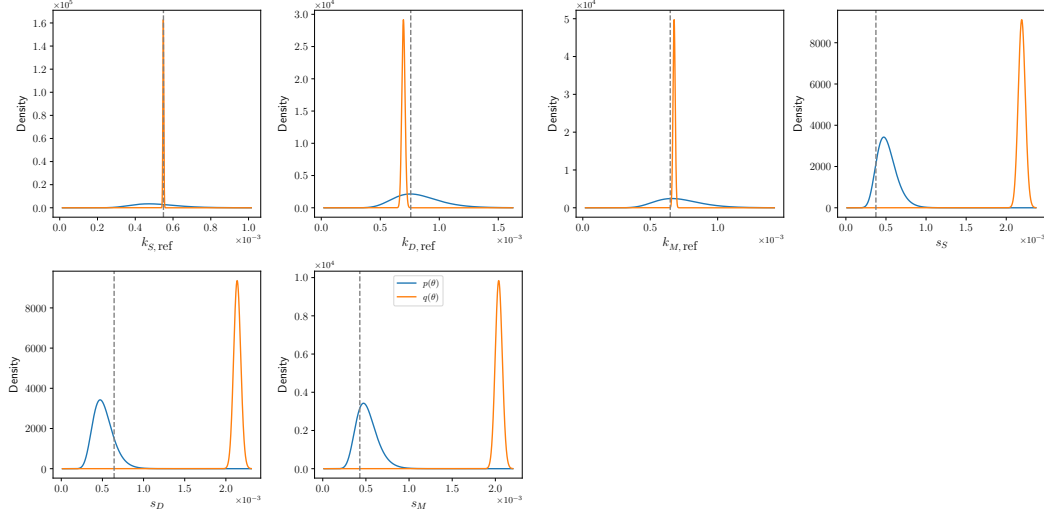 ×10⁵
1.6
1.4
1.2
1.0
0.8
0.6
0.4
0.2
0.0
Density
0.0 0.2 0.4 0.6 0.8 1.0
×10⁻³
k_{S,ref}
×10⁴
3.0
2.5
2.0
1.5
1.0
0.5
0.0
Density
0.0 0.5 1.0 1.5
×10⁻³
k_{D,ref}
×10⁴
5
4
3
2
1
0
Density
0.0 0.5 1.0
×10⁻³
k_{M,ref}
8000
6000
4000
2000
0
Density
0.0 0.5 1.0 1.5 2.0
×10⁻³
s_S
8000
6000
4000
2000
0
Density
0.0 0.5 1.0 1.5 2.0
×10⁻³
s_D
×10⁴
1.0
0.8
0.6
0.4
0.2
0.0
Density
p(θ)
q(θ)
0.0 0.5 1.0 1.5 2.0
×10⁻³
s_M